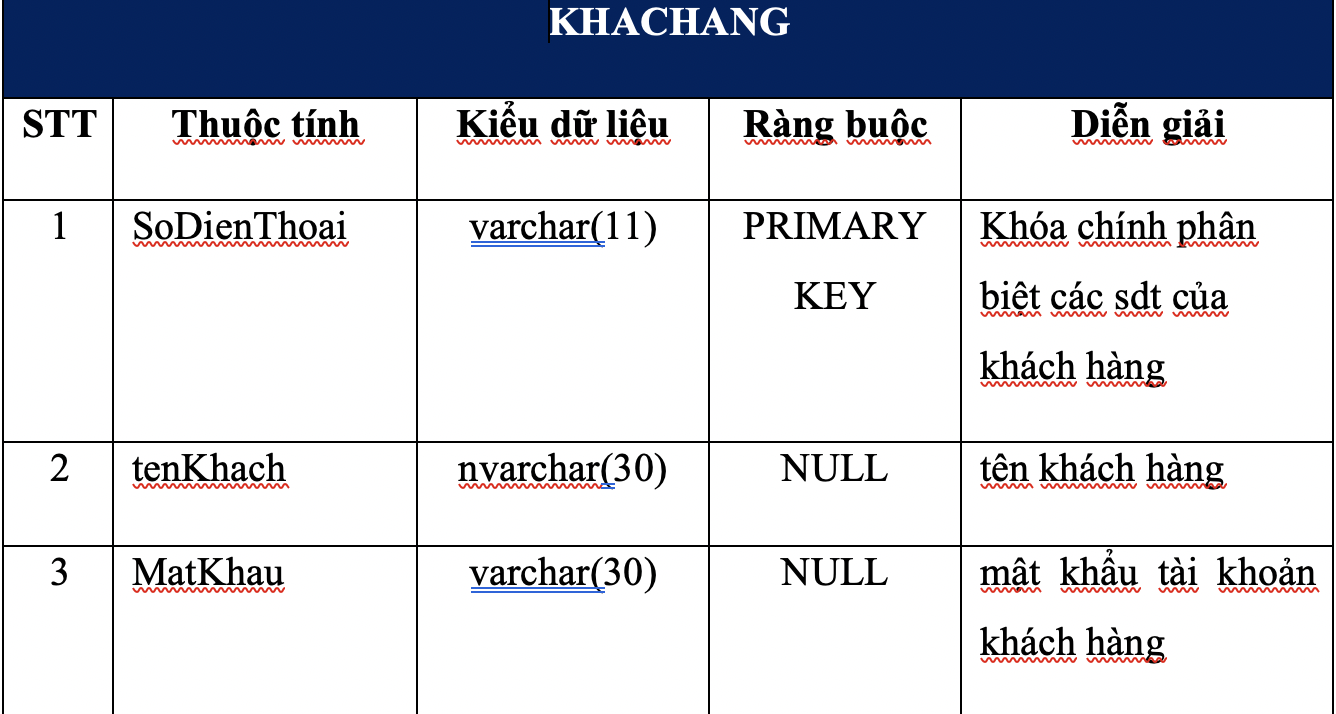 KHACHANG
STT Thuộc tính Kiểu dữ liệu Ràng buộc Diễn giải
1 SoDienThoai varchar(11) PRIMARY KEY Khóa chính phân
biệt các sdt của
khách hàng
2 tenKhach nvarchar(30) NULL tên khách hàng
3 MatKhau varchar(30) NULL mật khẩu tài khoản
khách hàng